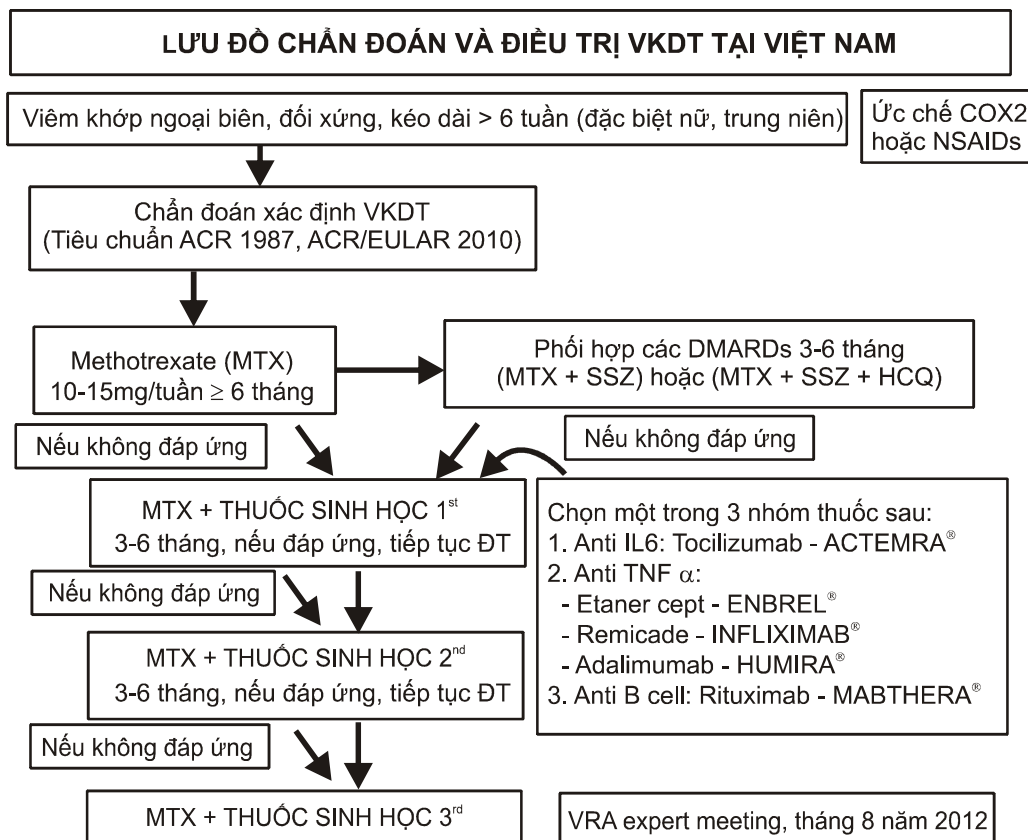 LƯU ĐỒ CHẨN ĐOÁN VÀ ĐIỀU TRỊ VKDT TẠI VIỆT NAM
Viêm khớp ngoại biên, đối xứng, kéo dài > 6 tuần (đặc biệt nữ, trung niên)
Ức chế COX2
hoặc NSAIDs
Chẩn đoán xác định VKDT
(Tiêu chuẩn ACR 1987, ACR/EULAR 2010)
Methotrexate (MTX)
10-15mg/tuần ≥ 6 tháng
Phối hợp các DMARDs 3-6 tháng
(MTX + SSZ) hoặc (MTX + SSZ + HCQ)
Nếu không đáp ứng
Nếu không đáp ứng
MTX + THUỐC SINH HỌC 1st
3-6 tháng, nếu đáp ứng, tiếp tục ĐT
Chọn một trong 3 nhóm thuốc sau:
1. Anti IL6: Tocilizumab - ACTEMRA®
2. Anti TNF α:
- Etaner cept - ENBREL®
- Remicade - INFLIXIMAB®
- Adalimumab - HUMIRA®
3. Anti B cell: Rituximab - MABTHERA®
Nếu không đáp ứng
MTX + THUỐC SINH HỌC 2nd
3-6 tháng, nếu đáp ứng, tiếp tục ĐT
Nếu không đáp ứng
MTX + THUỐC SINH HỌC 3rd
VRA expert meeting, tháng 8 năm 2012